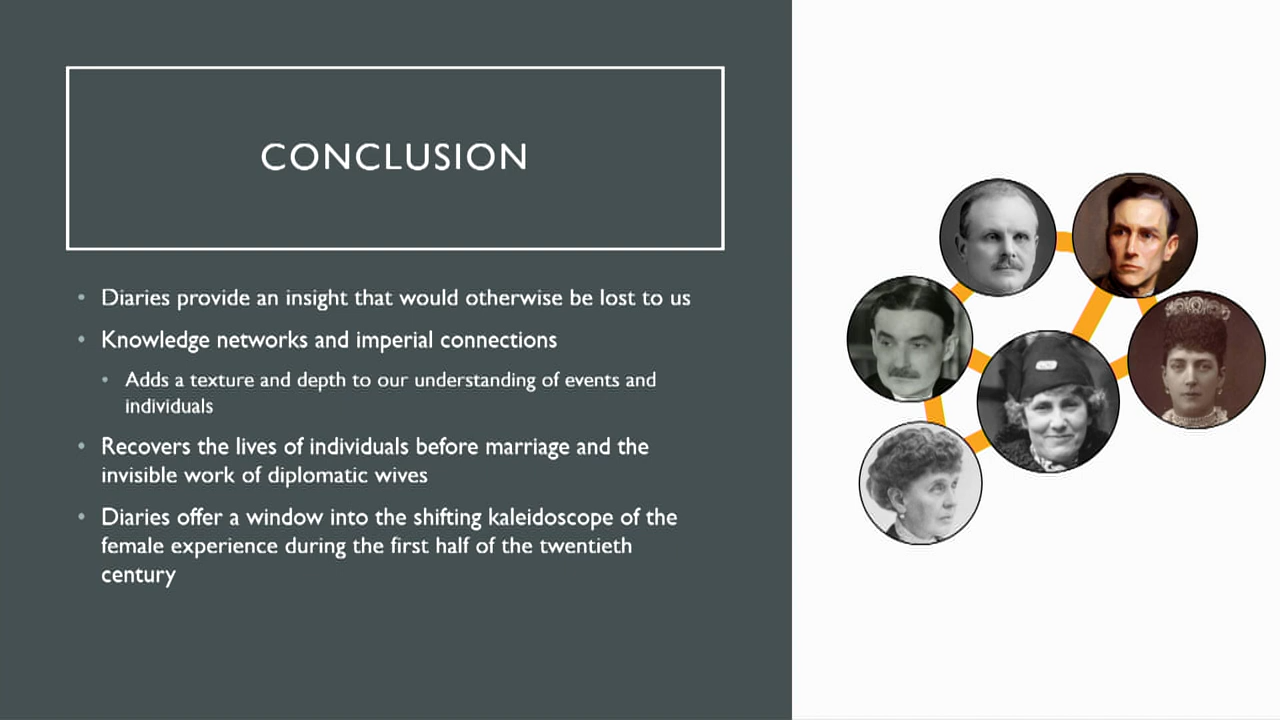 CONCLUSION
• Diaries provide an insight that would otherwise be lost to us
• Knowledge networks and imperial connections
• Adds a texture and depth to our understanding of events and
individuals
• Recovers the lives of individuals before marriage and the
invisible work of diplomatic wives
• Diaries offer a window into the shifting kaleidoscope of the
female experience during the first half of the twentieth
century